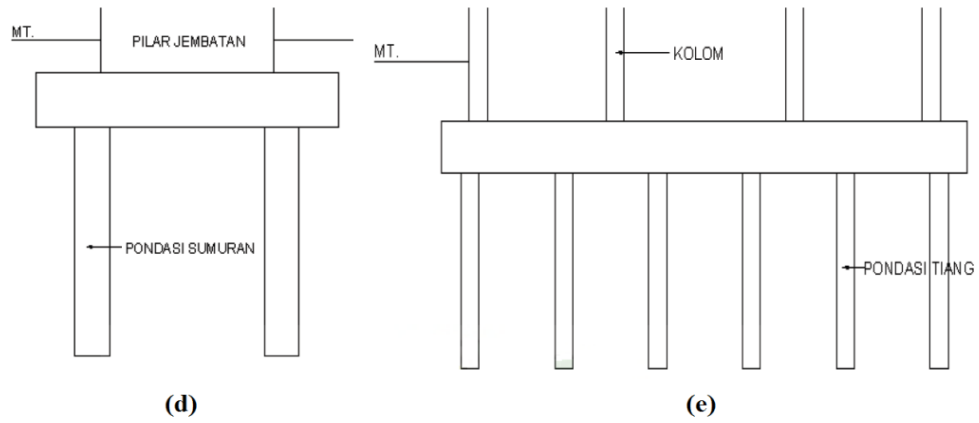 MT.
PILAR JEMBATAN
PONDASI SUMURAN
(d)
MT.
KOLOM
PONDASI TIANG
(e)